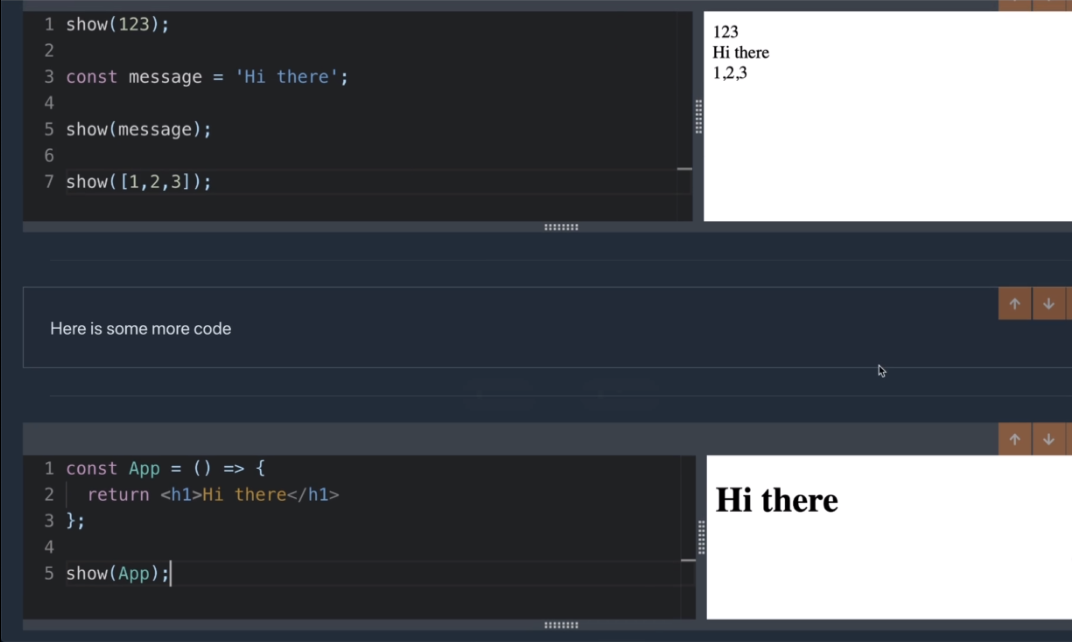 1 show(123);
2
3 const message = 'Hi there';
4
5 show(message);
6
7 show([1,2,3]);
123
Hi there
1,2,3
Here is some more code
1 const App = () => {
2 return <h1>Hi there</h1>
3 };
4
5 show(App);
Hi there